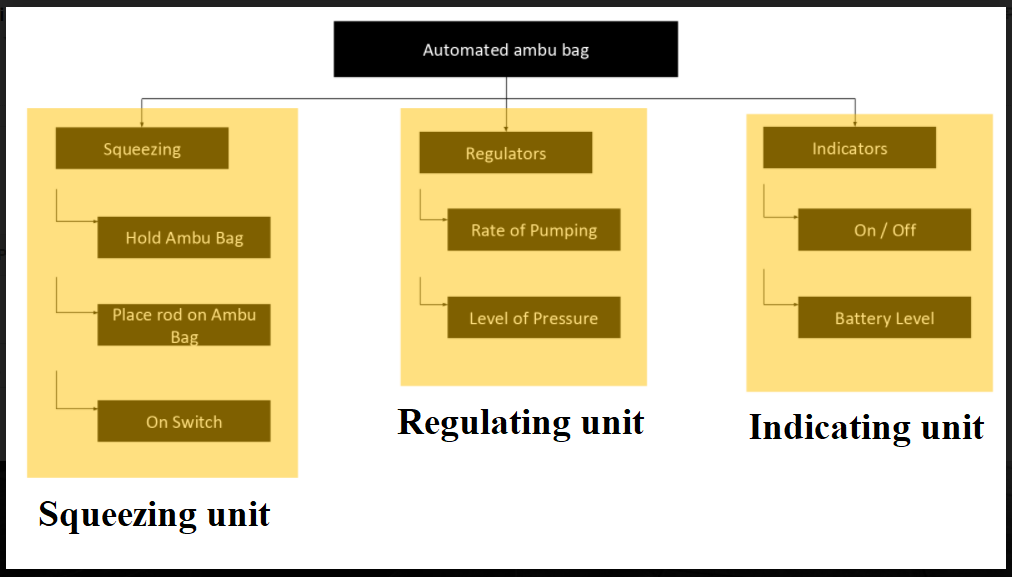 Automated ambu bag
Squeezing
Hold Ambu Bag
Place rod on Ambu
Bag
On Switch
Squeezing unit
Regulators
Rate of Pumping
Level of Pressure
Regulating unit
Indicators
On / Off
Battery Level
Indicating unit